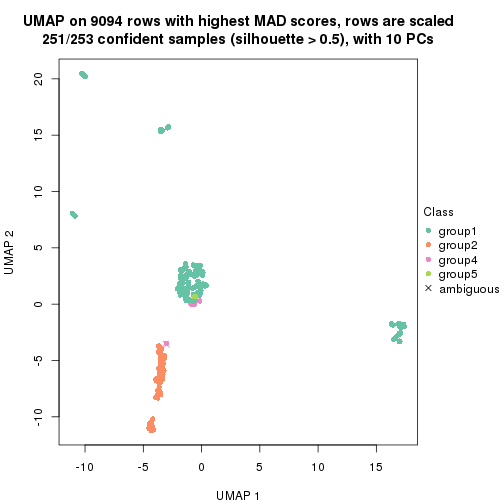 UMAP on 9094 rows with highest MAD scores, rows are scaled
251/253 confident samples (silhouette > 0.5), with 10 PCs
20
15
10
5
0
-5
-10
UMAP 2
-10
-5
0
5
10
15
UMAP 1
Class
group1
group2
group4
group5
ambiguous